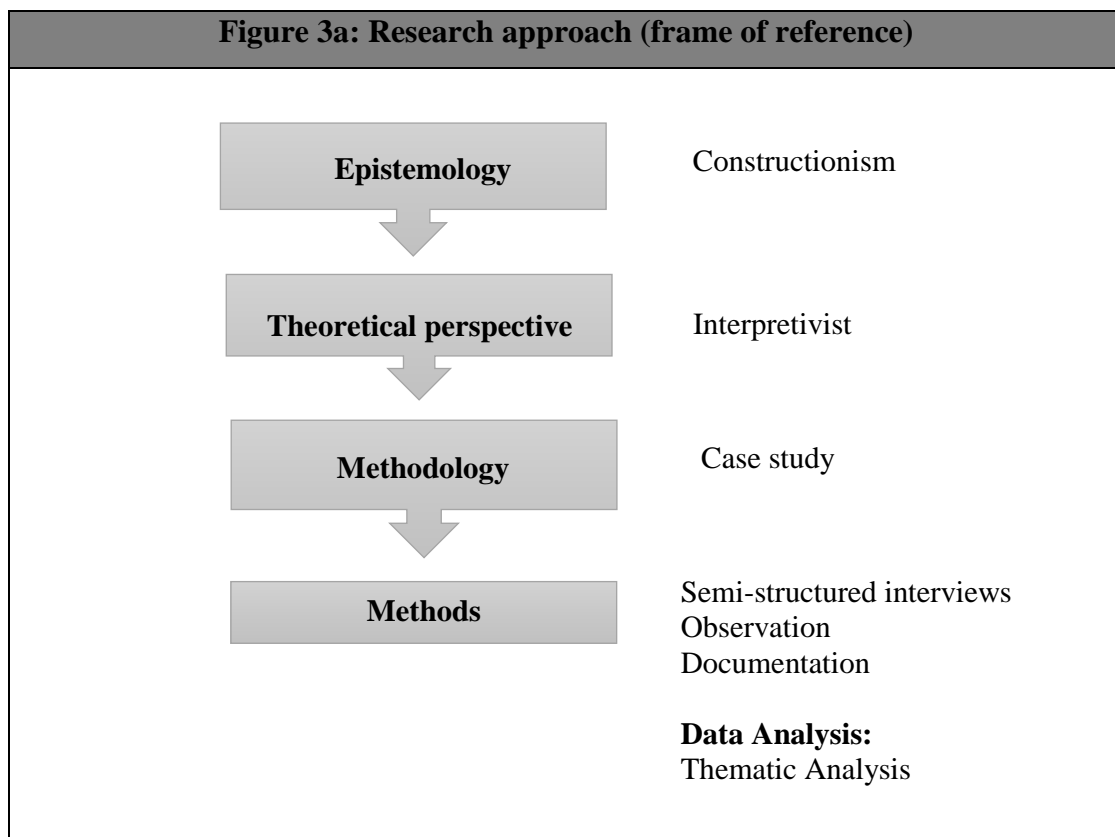 Figure 3a: Research approach (frame of reference)
Epistemology
Constructionism
Theoretical perspective
Interpretivist
Methodology
Case study
Methods
Semi-structured interviews
Observation
Documentation
Data Analysis:
Thematic Analysis